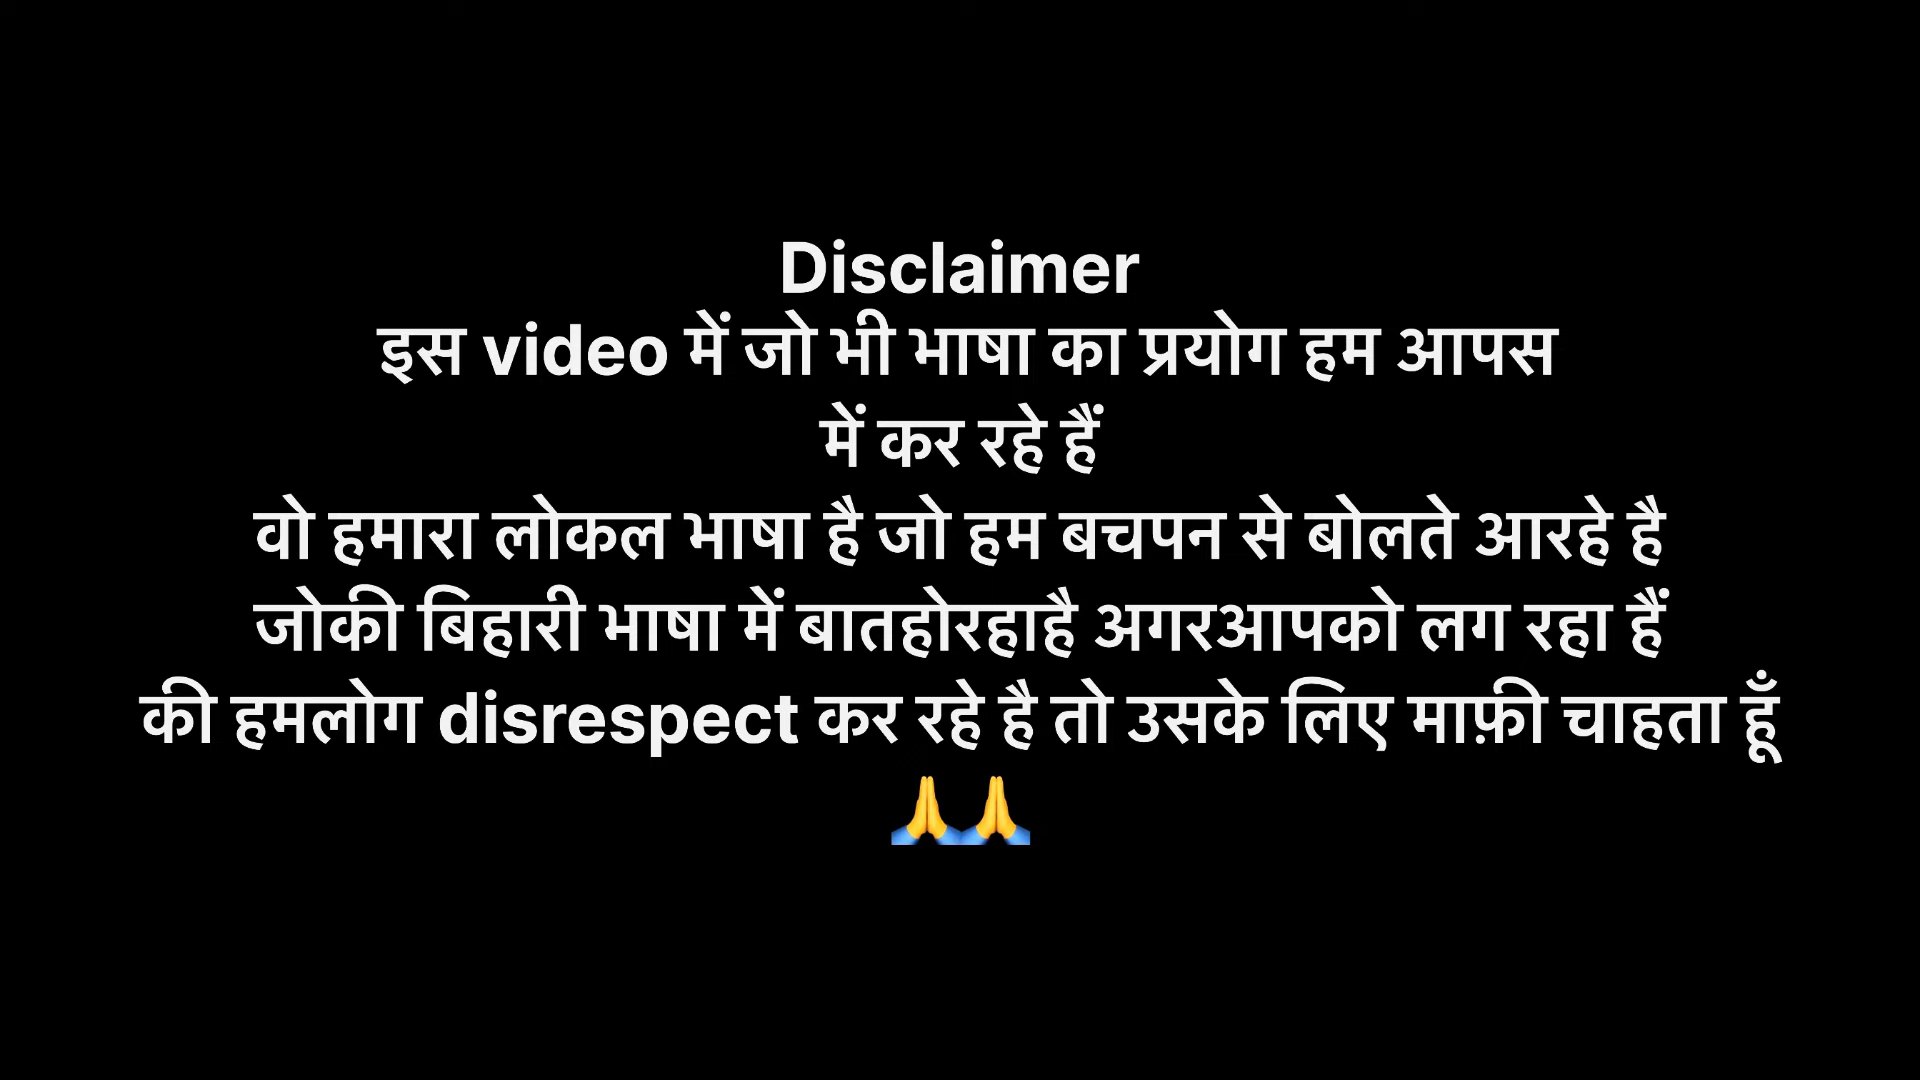 Disclaimer
इस video में जो भी भाषा का प्रयोग हम आपस
में कर रहे हैं
वो हमारा लोकल भाषा है जो हम बचपन से बोलते आरहे है
जोकी बिहारी भाषा में बातहोरहाहै अगरआपको लग रहा हैं
की हमलोग disrespect कर रहे है तो उसके लिए माफ़ी चाहता हूँ
🙏🙏